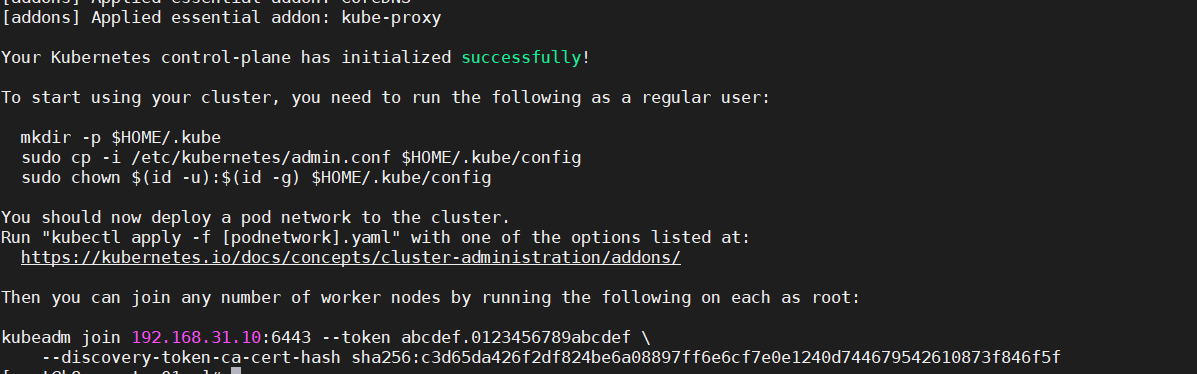 [addons] Applied essential addon: CoreDNS
[addons] Applied essential addon: kube-proxy
Your Kubernetes control-plane has initialized successfully!
To start using your cluster, you need to run the following as a regular user:
mkdir -p $HOME/.kube
sudo cp -i /etc/kubernetes/admin.conf $HOME/.kube/config
sudo chown $(id -u):$(id -g) $HOME/.kube/config
You should now deploy a pod network to the cluster.
Run "kubectl apply -f [podnetwork].yaml" with one of the options listed at:
https://kubernetes.io/docs/concepts/cluster-administration/addons/
Then you can join any number of worker nodes by running the following on each as root:
kubeadm join 192.168.31.10:6443 --token abcdef.0123456789abcdef \
--discovery-token-ca-cert-hash sha256:c3d65da426f2df824be6a08897ff6e6cf7e0e1240d744679542610873f846f5f